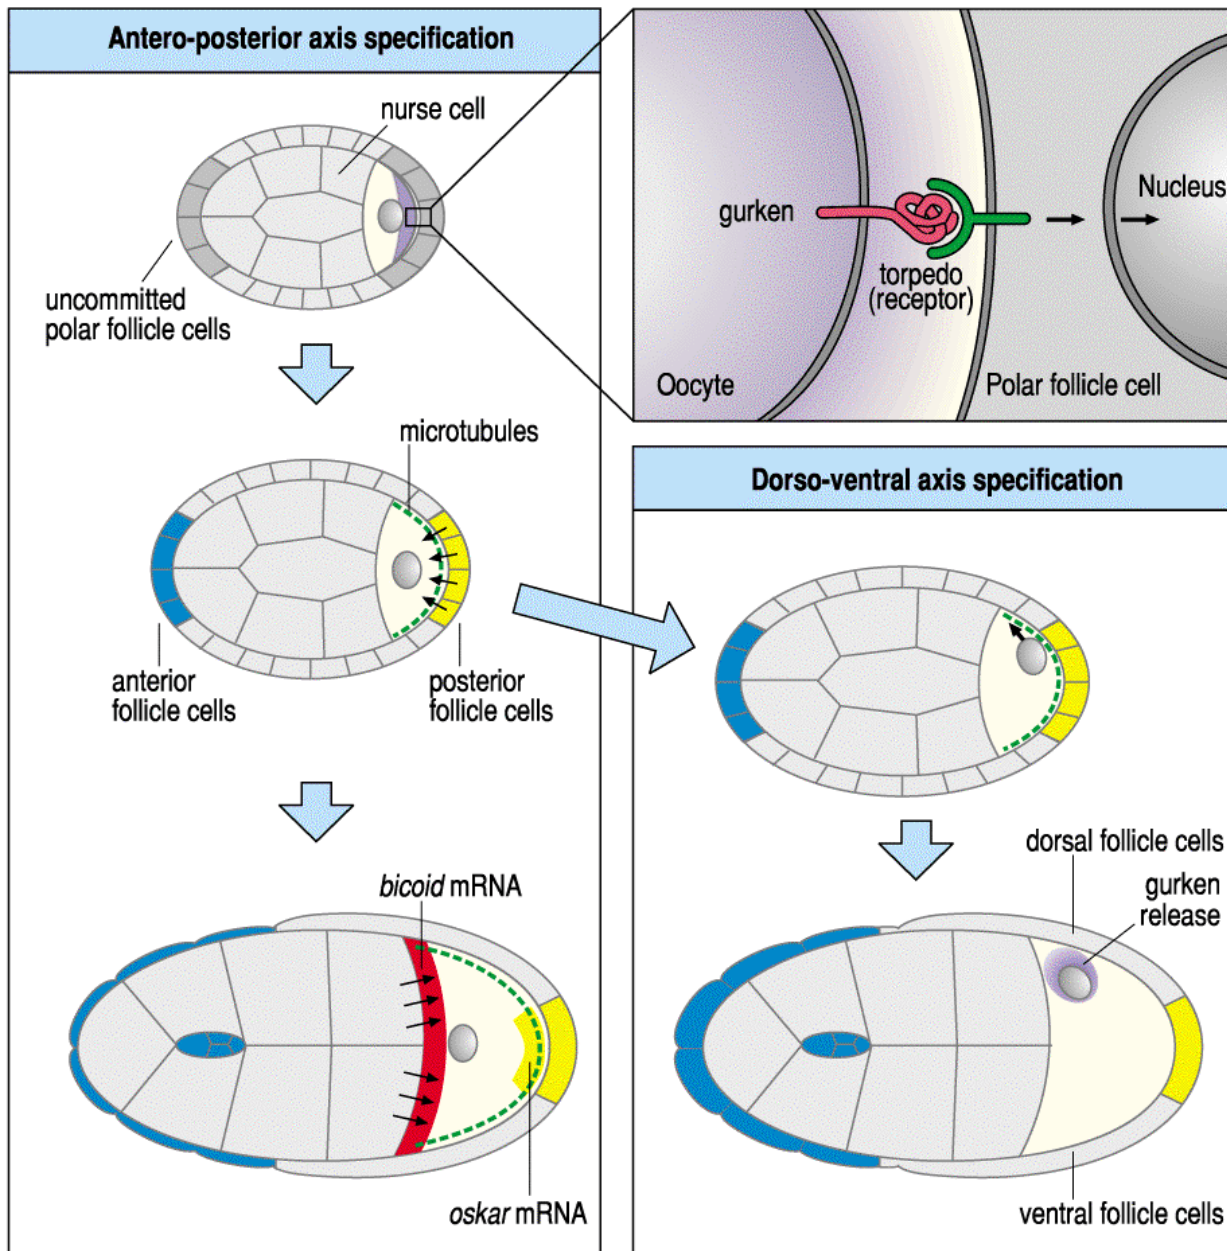 Antero-posterior axis specification
nurse cell
uncommitted
polar follicle cells
microtubules
anterior
follicle cells
posterior
follicle cells
bicoid mRNA
oskar mRNA
gurken
torpedo
(receptor)
Nucleus
Oocyte
Polar follicle cell
Dorso-ventral axis specification
dorsal follicle cells
gurken
release
ventral follicle cells